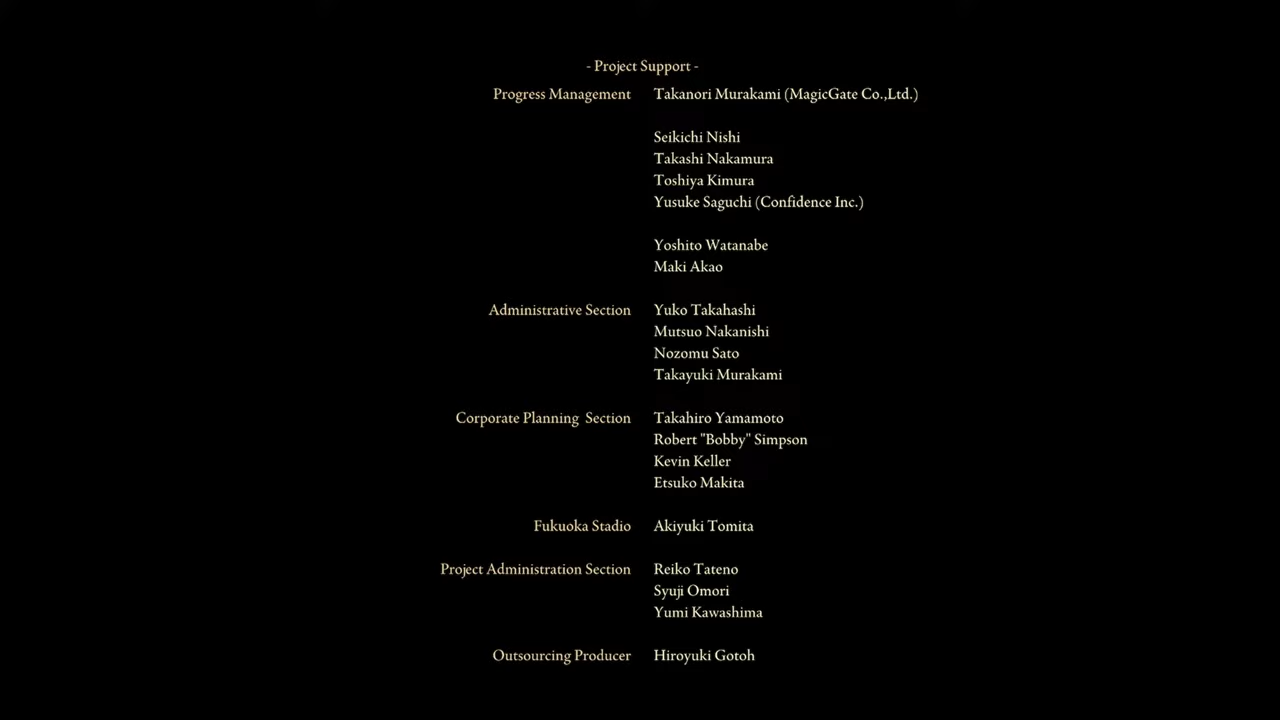 - Project Support -
Progress Management Takanori Murakami (MagicGate Co.,Ltd.)
Seikichi Nishi
Takashi Nakamura
Toshiya Kimura
Yusuke Saguchi (Confidence Inc.)
Yoshito Watanabe
Maki Akao
Administrative Section Yuko Takahashi
Mutsuo Nakanishi
Nozomu Sato
Takayuki Murakami
Corporate Planning  Section Takahiro Yamamoto
Robert "Bobby" Simpson
Kevin Keller
Etsuko Makita
Fukuoka Stadio Akiyuki Tomita
Project Administration Section Reiko Tateno
Syuji Omori
Yumi Kawashima
Outsourcing Producer Hiroyuki Gotoh